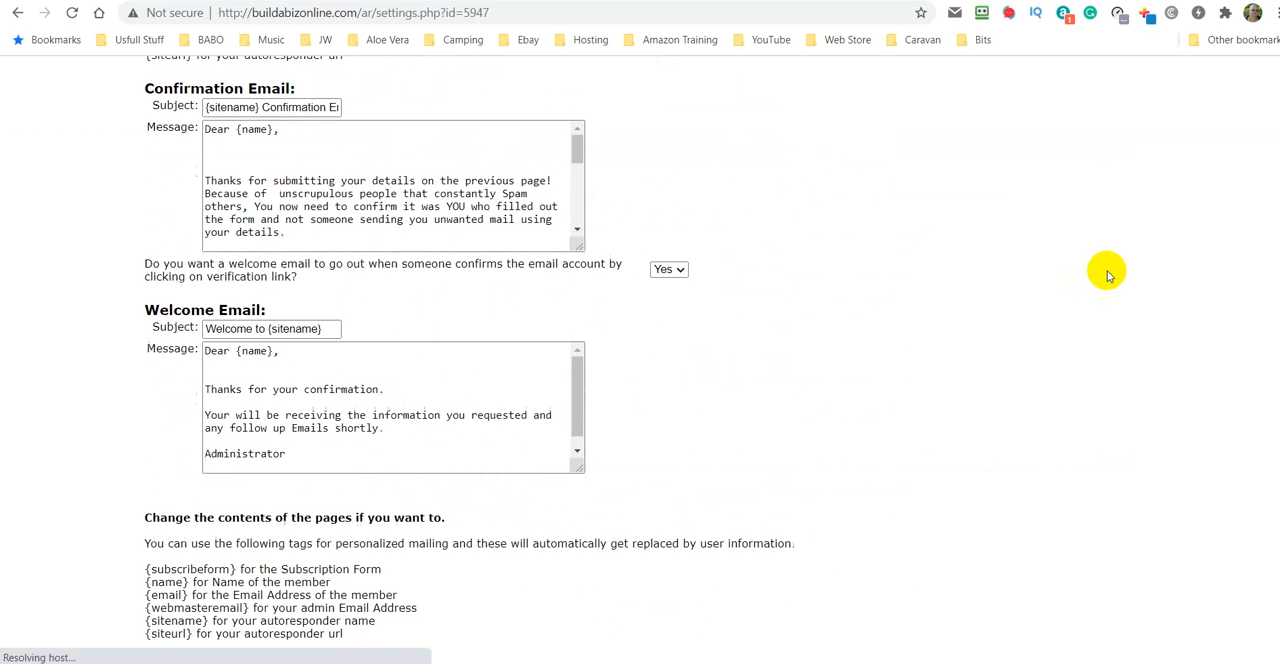 Not secure
http://buildabizonline.com/ar/settings.php?id=5947
1
Bookmarks
Usfull Stuff
BABO
Music
JW
Aloe Vera
Camping
Ebay
Hosting
Amazon Training
YouTube
Web Store
Caravan
Bits
Other bookmark
{siteurl} for your autoresponder url
Confirmation Email:
Subject: {sitename} Confirmation Er
Message: Dear {name},
Thanks for submitting your details on the previous page!
Because of  unscrupulous people that constantly Spam
others, You now need to confirm it was YOU who filled out
the form and not someone sending you unwanted mail using
your details.
Do you want a welcome email to go out when someone confirms the email account by
clicking on verification link?
Yes
Welcome Email:
Subject: Welcome to {sitename}
Message: Dear {name},
Thanks for your confirmation.
Your will be receiving the information you requested and
any follow up Emails shortly.
Administrator
Change the contents of the pages if you want to.
You can use the following tags for personalized mailing and these will automatically get replaced by user information.
{subscribeform} for the Subscription Form
{name} for Name of the member
{email} for the Email Address of the member
{webmasteremail} for your admin Email Address
{sitename} for your autoresponder name
{siteurl} for your autoresponder url
Resolving host...